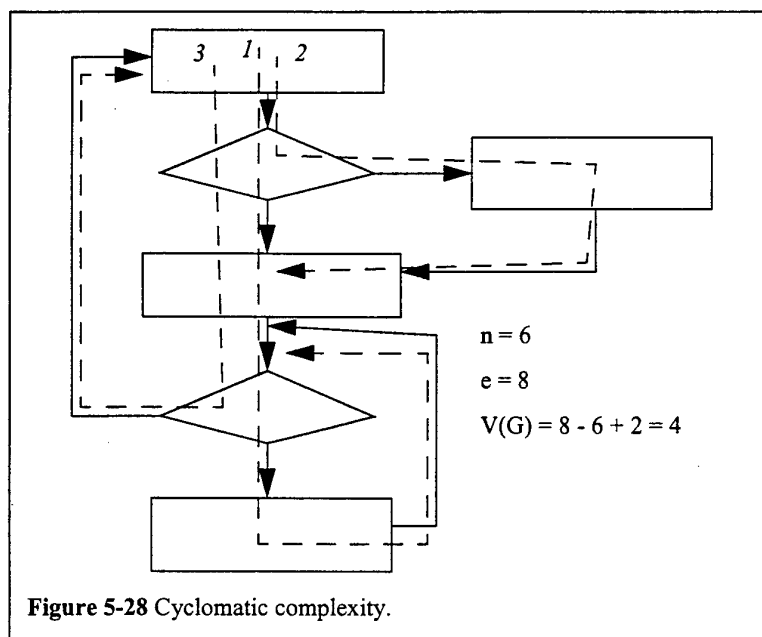 3 1 2
n = 6
e = 8
V(G) = 8 - 6 + 2 = 4
Figure 5-28 Cyclomatic complexity.